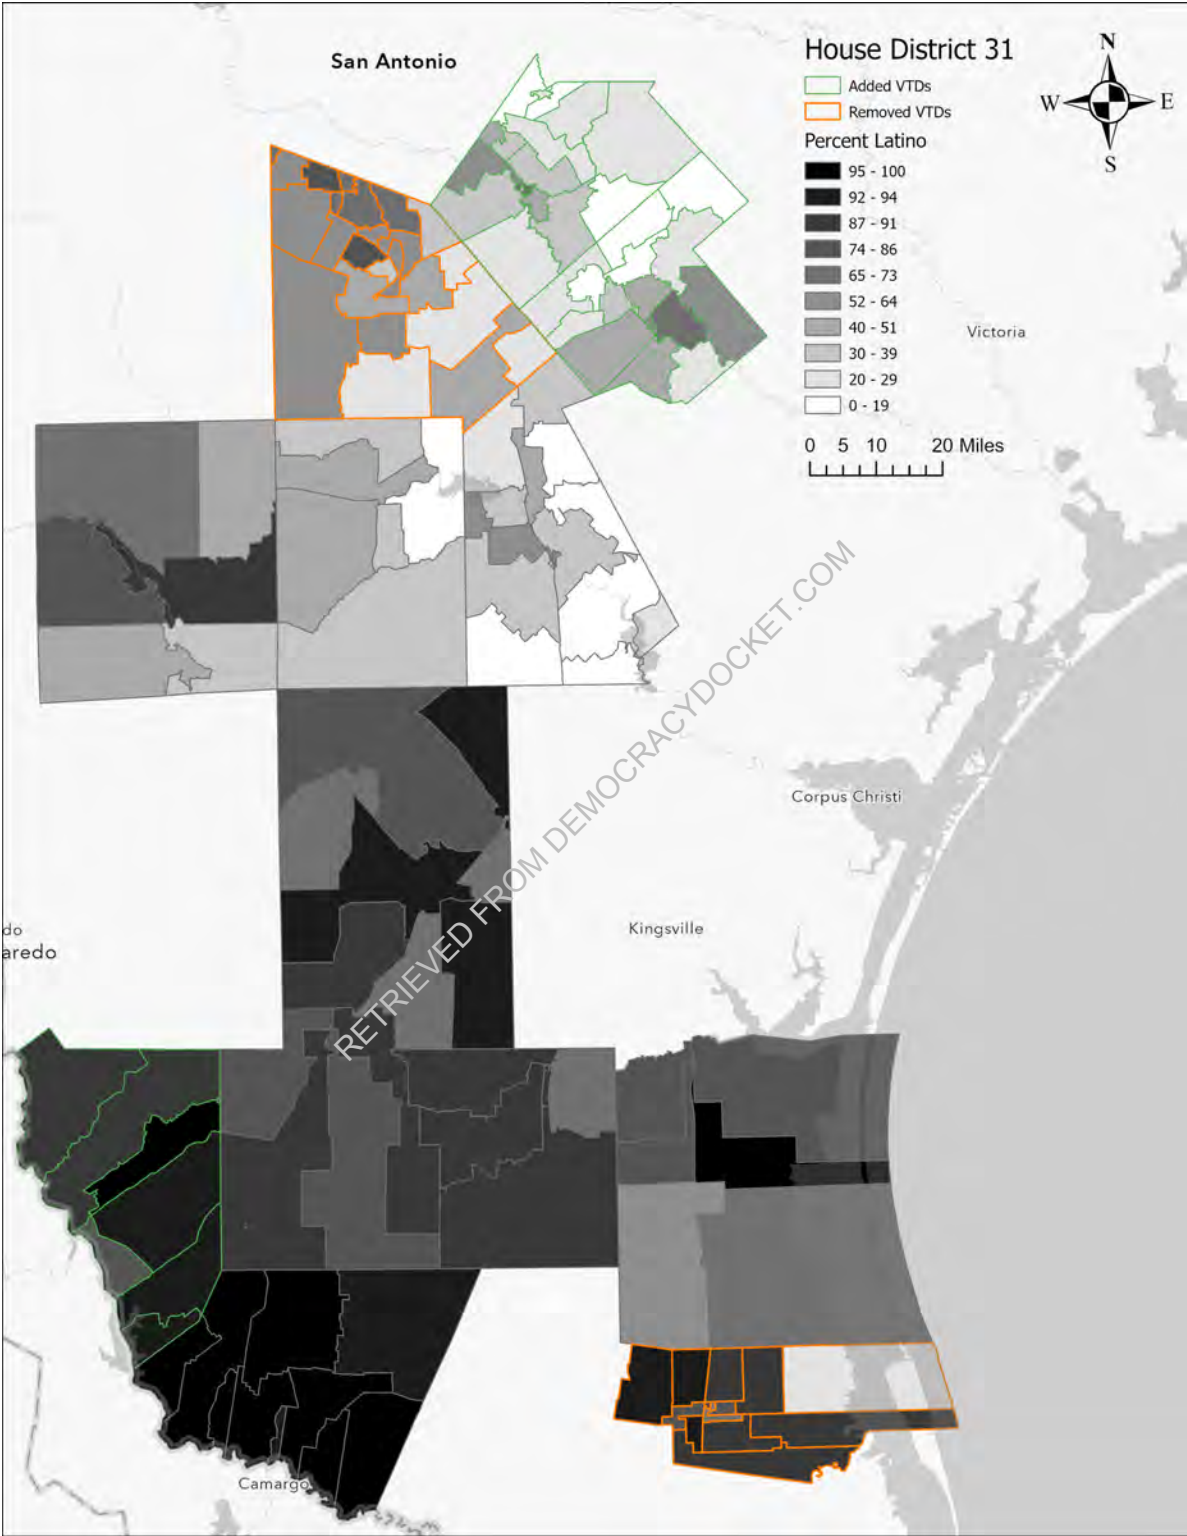 San Antonio
House District 31
Added VTDs
Removed VTDs
Percent Latino
95 - 100
92 - 94
87 - 91
74 - 86
65 - 73
52 - 64
40 - 51
30 - 39
20 - 29
0 - 19
0 5 10 20 Miles
N
W E
S
Victoria
Corpus Christi
Kingsville
do
aredo
Camargo
RETRIEVED FROM DEMOCRACYDOCKET.COM